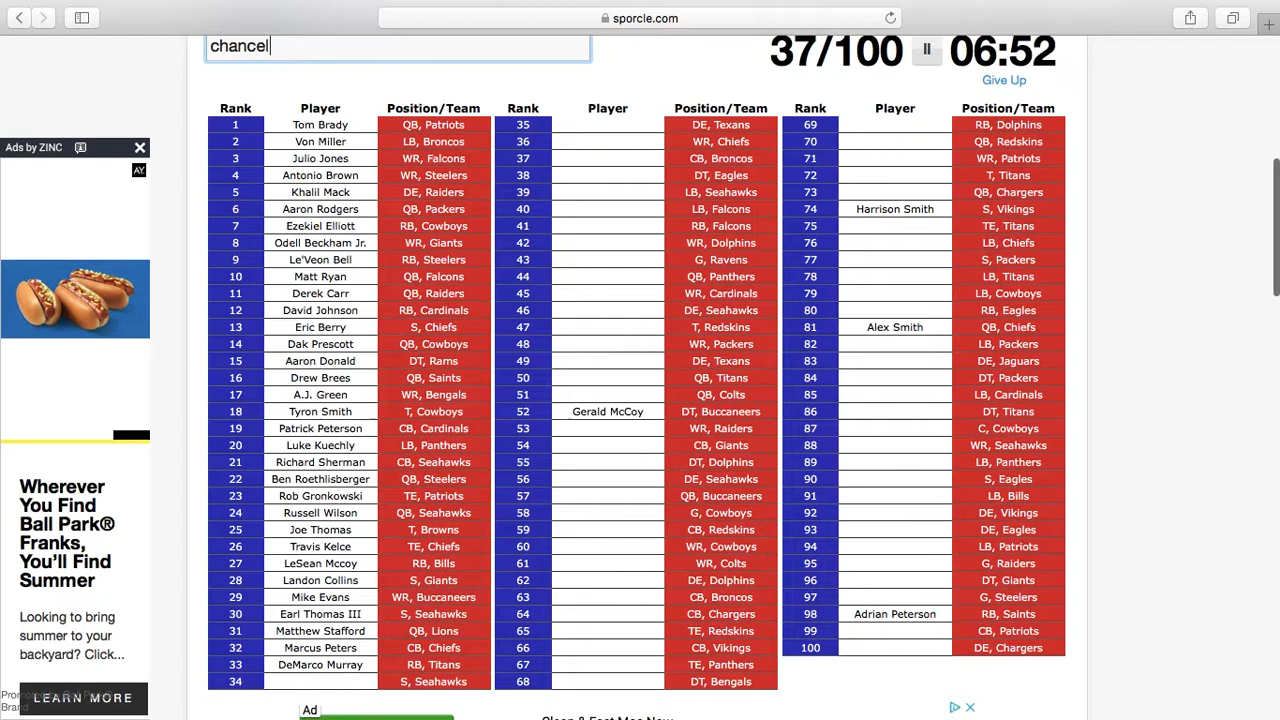 sporcle.com
chancel
37/100 06:52
Give Up
Rank Player Position/Team Rank Player Position/Team Rank Player Position/Team
1 Tom Brady QB, Patriots 35 DE, Texans 69 RB, Dolphins
2 Von Miller LB, Broncos 36 WR, Chiefs 70 QB, Redskins
3 Julio Jones WR, Falcons 37 CB, Broncos 71 WR, Patriots
4 Antonio Brown WR, Steelers 38 DT, Eagles 72 T, Titans
5 Khalil Mack DE, Raiders 39 LB, Seahawks 73 QB, Chargers
6 Aaron Rodgers QB, Packers 40 LB, Falcons 74 Harrison Smith S, Vikings
7 Ezekiel Elliott RB, Cowboys 41 RB, Falcons 75 TE, Titans
8 Odell Beckham Jr. WR, Giants 42 WR, Dolphins 76 LB, Chiefs
9 Le'Veon Bell RB, Steelers 43 G, Ravens 77 S, Packers
10 Matt Ryan QB, Falcons 44 QB, Panthers 78 LB, Titans
11 Derek Carr QB, Raiders 45 WR, Cardinals 79 LB, Cowboys
12 David Johnson RB, Cardinals 46 DE, Seahawks 80 RB, Eagles
13 Eric Berry S, Chiefs 47 T, Redskins 81 Alex Smith QB, Chiefs
14 Dak Prescott QB, Cowboys 48 WR, Packers 82 LB, Packers
15 Aaron Donald DT, Rams 49 DE, Texans 83 DE, Jaguars
16 Drew Brees QB, Saints 50 QB, Titans 84 DT, Packers
17 A.J. Green WR, Bengals 51 QB, Colts 85 LB, Cardinals
18 Tyron Smith T, Cowboys 52 Gerald McCoy DT, Buccaneers 86 DT, Titans
19 Patrick Peterson CB, Cardinals 53 WR, Raiders 87 C, Cowboys
20 Luke Kuechly LB, Panthers 54 CB, Giants 88 WR, Seahawks
21 Richard Sherman CB, Seahawks 55 DT, Dolphins 89 LB, Panthers
22 Ben Roethlisberger QB, Steelers 56 DE, Seahawks 90 S, Eagles
23 Rob Gronkowski TE, Patriots 57 QB, Buccaneers 91 LB, Bills
24 Russell Wilson QB, Seahawks 58 G, Cowboys 92 DE, Vikings
25 Joe Thomas T, Browns 59 CB, Redskins 93 DE, Eagles
26 Travis Kelce TE, Chiefs 60 WR, Cowboys 94 LB, Patriots
27 LeSean Mccoy RB, Bills 61 WR, Colts 95 G, Raiders
28 Landon Collins S, Giants 62 DE, Dolphins 96 DT, Giants
29 Mike Evans WR, Buccaneers 63 CB, Broncos 97 G, Steelers
30 Earl Thomas III S, Seahawks 64 CB, Chargers 98 Adrian Peterson RB, Saints
31 Matthew Stafford QB, Lions 65 TE, Redskins 99 CB, Patriots
32 Marcus Peters CB, Chiefs 66 CB, Vikings 100 DE, Chargers
33 DeMarco Murray RB, Titans 67 TE, Panthers
34 S, Seahawks 68 DT, Bengals
Ads by ZINC
AY
Wherever
You Find
Ball Park®
Franks,
You'll Find
Summer
Looking to bring
summer to your
backyard? Click...
LEARN MORE
Ad